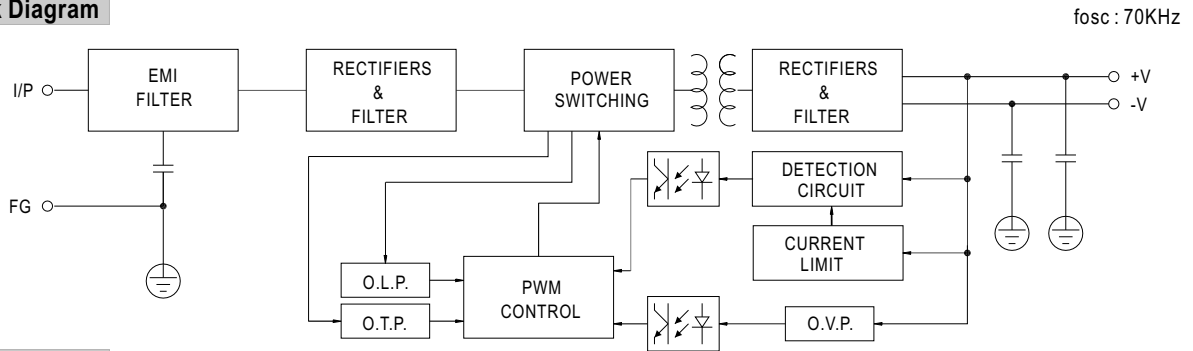 Diagram
fosc : 70KHz
I/P
EMI
FILTER
RECTIFIERS
&
FILTER
POWER
SWITCHING
RECTIFIERS
&
FILTER
+V
-V
DETECTION
CIRCUIT
FG
CURRENT
LIMIT
O.L.P.
PWM
CONTROL
O.T.P.
O.V.P.